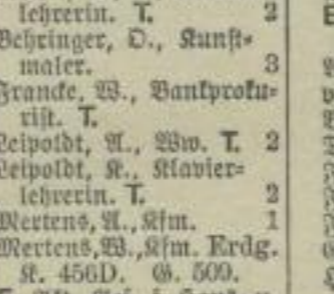 lehrerin. T. 2
Behringer, O., Kunst=
maler. 3
Francke, W., Bankproku=
rist. T.
Leipoldt, A., Ww. T. 2
Leipoldt, K., Klavier=
lehrerin. T. 2
Mertens, A., Kfm. 1
Mertens, W., Kfm. Erdg.
K. 456D. G. 509.